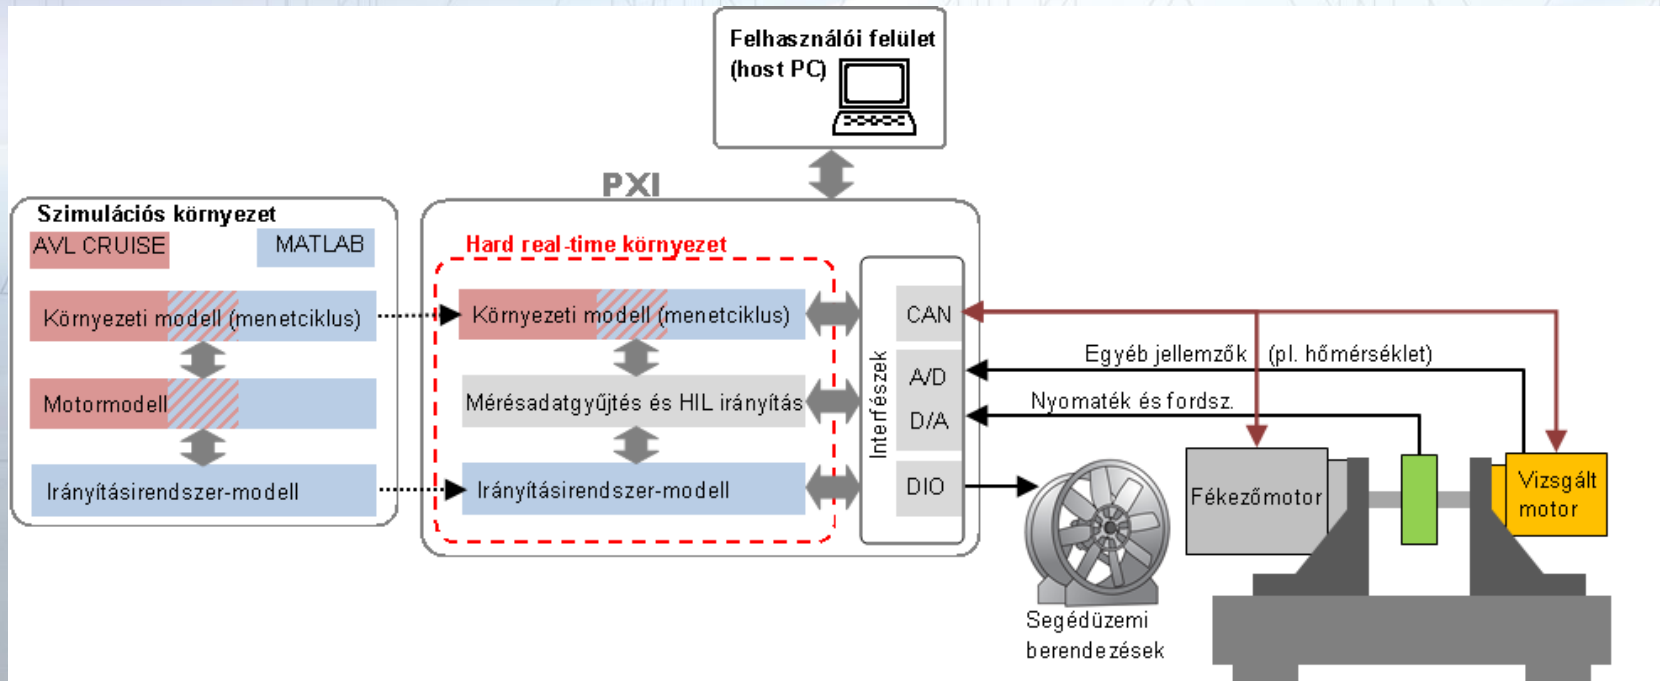 Felhasználói felület
(host PC)
PXI
Szimulációs környezet
AVL CRUISE
MATLAB
Környezeti modell (menetciklus)
Motormodell
Irányításirendszer-modell
Hard real-time környezet
Környezeti modell (menetciklus)
Mérésadatgyűjtés és HIL irányítás
Irányításirendszer-modell
Interfészek
CAN
A/D
D/A
DIO
Egyéb jellemzők (pl. hőmérséklet)
Nyomaték és fordsz.
Segédüzemi
berendezések
Fékezőmotor
Vizsgált
motor